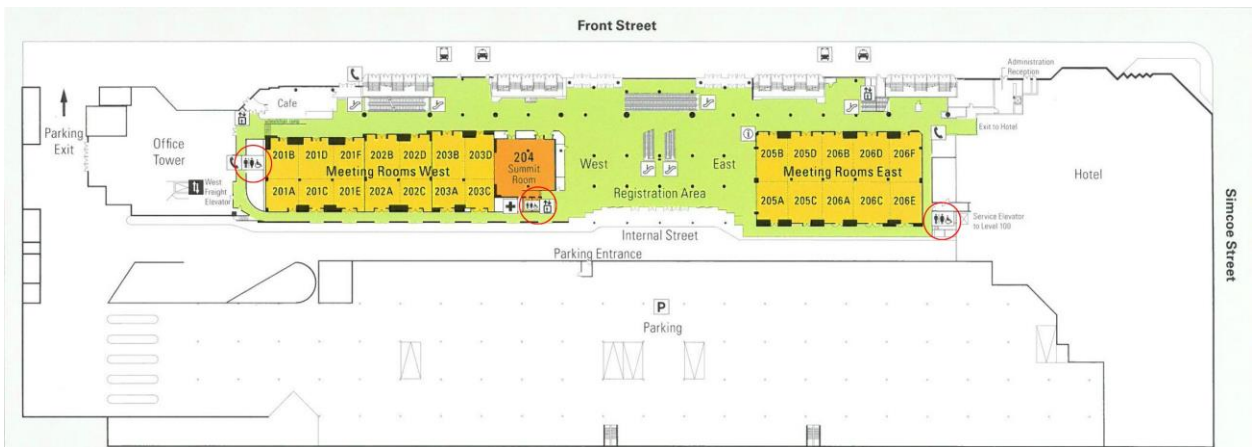 Front Street
Administration
Reception
Cafe
Parking
Exit
Office
Tower
Exit to Hotel
201B 201D 201F 202B 202D 203B 203D
204
Summit
Room
West
East
205B 205D 206B 206D 206F
Meeting Rooms West
Meeting Rooms East
Hotel
West
Freight
Elevator
201A 201C 201E 202A 202C 203A 203C
Registration Area
205A 205C 206A 206C 206E
Service Elevator
to Level 100
Internal Street
Parking Entrance
Simcoe Street
P
Parking